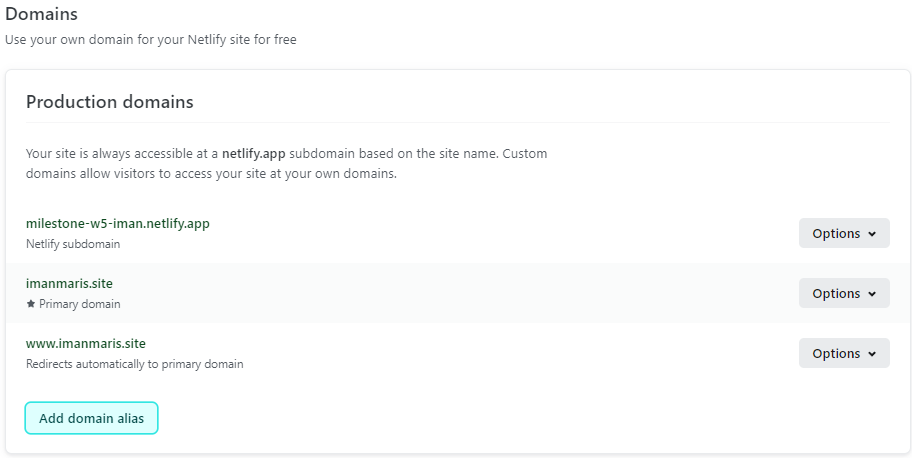 Domains
Use your own domain for your Netlify site for free
Production domains
Your site is always accessible at a netlify.app subdomain based on the site name. Custom
domains allow visitors to access your site at your own domains.
milestone-w5-iman.netlify.app
Netlify subdomain
Options
imanmaris.site
★ Primary domain
Options
www.imanmaris.site
Redirects automatically to primary domain
Options
Add domain alias